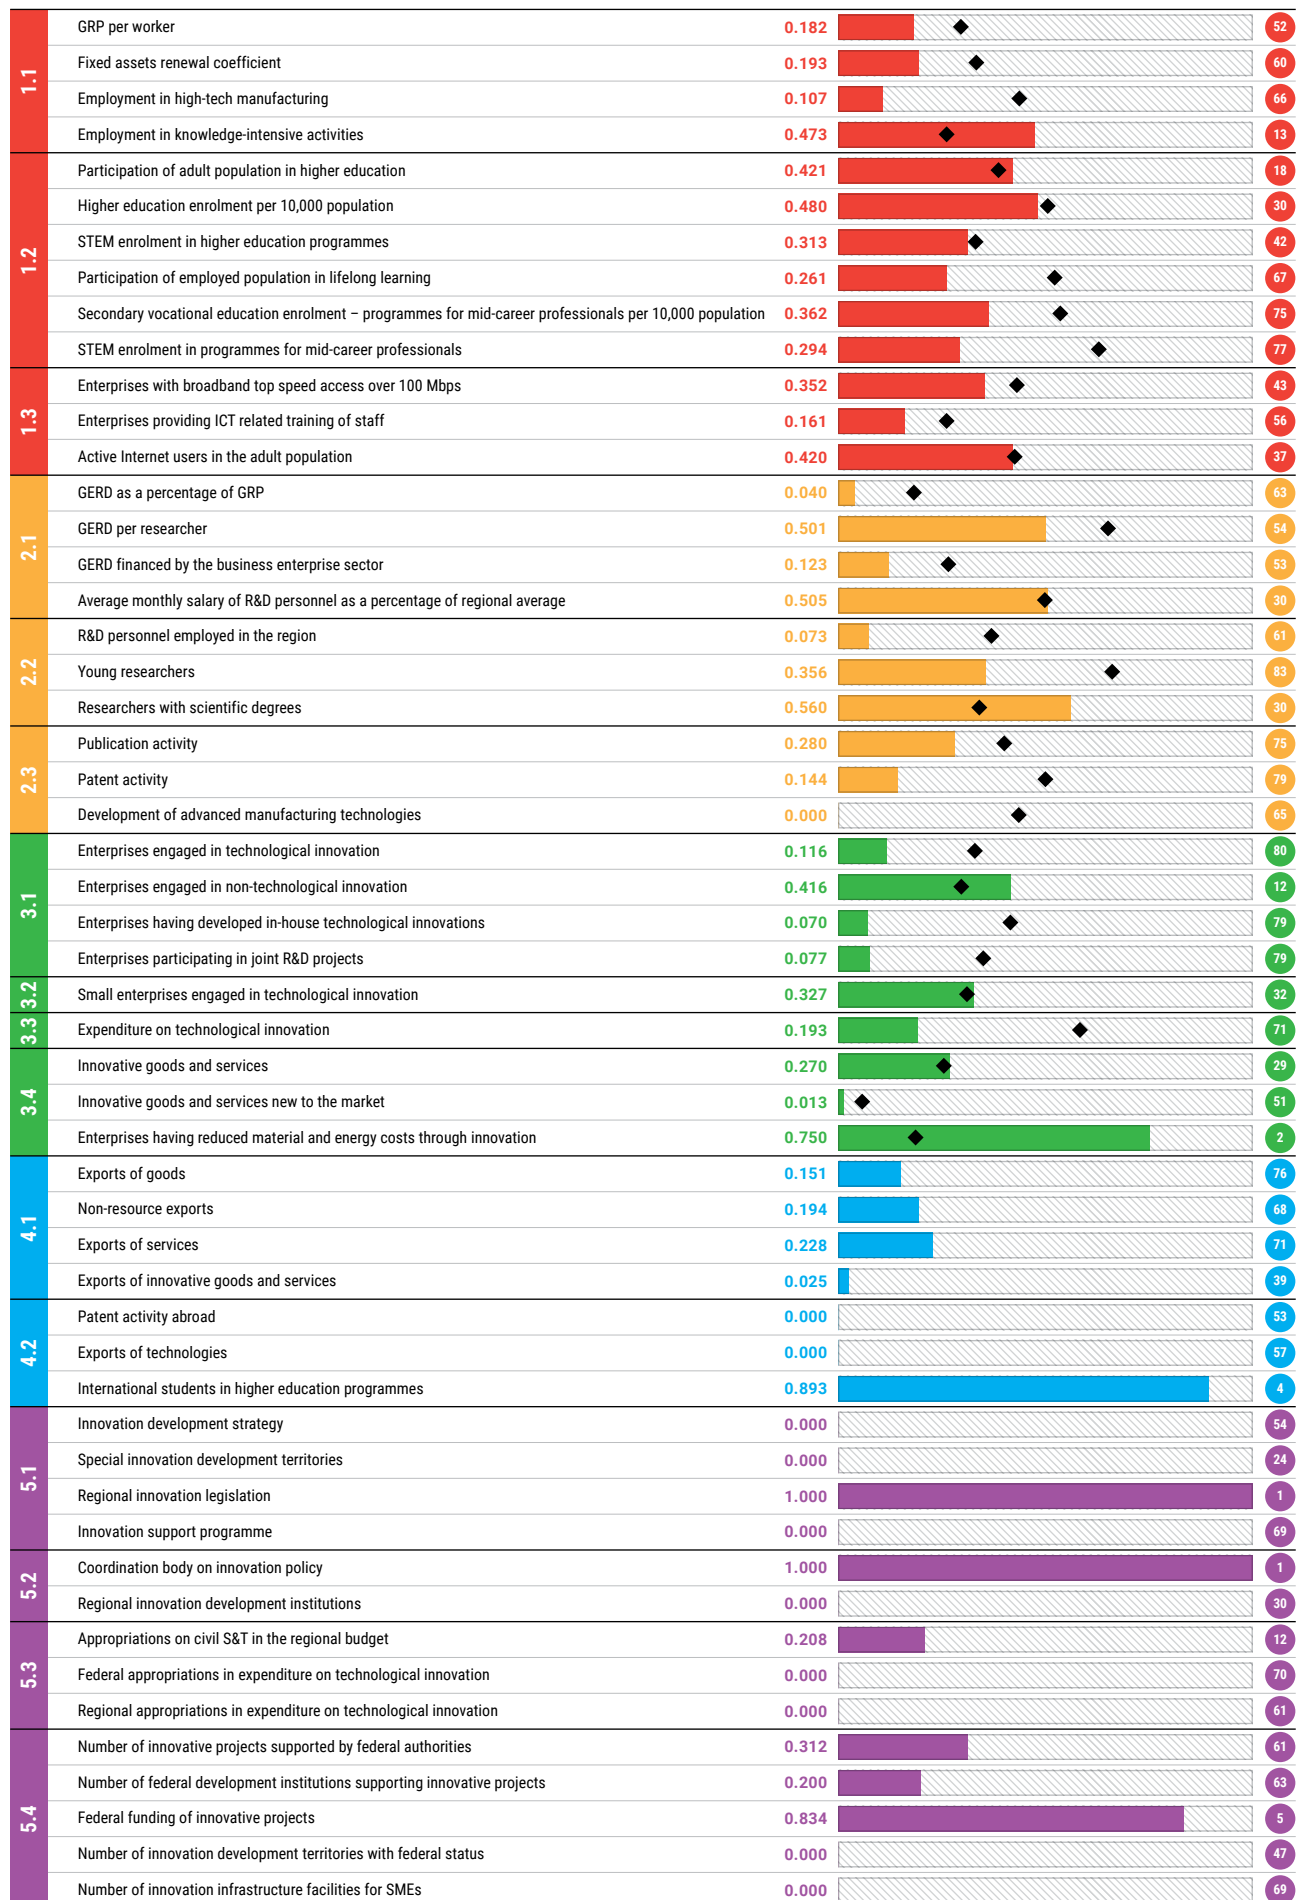 1.1
GRP per worker 0.182 52
Fixed assets renewal coefficient 0.193 60
Employment in high-tech manufacturing 0.107 66
Employment in knowledge-intensive activities 0.473 13
1.2
Participation of adult population in higher education 0.421 18
Higher education enrolment per 10,000 population 0.480 30
STEM enrolment in higher education programmes 0.313 42
Participation of employed population in lifelong learning 0.261 67
Secondary vocational education enrolment – programmes for mid-career professionals per 10,000 population 0.362 75
STEM enrolment in programmes for mid-career professionals 0.294 77
1.3
Enterprises with broadband top speed access over 100 Mbps 0.352 43
Enterprises providing ICT related training of staff 0.161 56
Active Internet users in the adult population 0.420 37
2.1
GERD as a percentage of GRP 0.040 63
GERD per researcher 0.501 54
GERD financed by the business enterprise sector 0.123 53
Average monthly salary of R&D personnel as a percentage of regional average 0.505 30
2.2
R&D personnel employed in the region 0.073 61
Young researchers 0.356 83
Researchers with scientific degrees 0.560 30
2.3
Publication activity 0.280 75
Patent activity 0.144 79
Development of advanced manufacturing technologies 0.000 65
3.1
Enterprises engaged in technological innovation 0.116 80
Enterprises engaged in non-technological innovation 0.416 12
Enterprises having developed in-house technological innovations 0.070 79
Enterprises participating in joint R&D projects 0.077 79
3.2
Small enterprises engaged in technological innovation 0.327 32
3.3
Expenditure on technological innovation 0.193 71
3.4
Innovative goods and services 0.270 29
Innovative goods and services new to the market 0.013 51
Enterprises having reduced material and energy costs through innovation 0.750 2
4.1
Exports of goods 0.151 76
Non-resource exports 0.194 68
Exports of services 0.228 71
Exports of innovative goods and services 0.025 39
4.2
Patent activity abroad 0.000 53
Exports of technologies 0.000 57
International students in higher education programmes 0.893 4
5.1
Innovation development strategy 0.000 54
Special innovation development territories 0.000 24
Regional innovation legislation 1.000 1
Innovation support programme 0.000 69
5.2
Coordination body on innovation policy 1.000 1
Regional innovation development institutions 0.000 30
5.3
Appropriations on civil S&T in the regional budget 0.208 12
Federal appropriations in expenditure on technological innovation 0.000 70
Regional appropriations in expenditure on technological innovation 0.000 61
5.4
Number of innovative projects supported by federal authorities 0.312 61
Number of federal development institutions supporting innovative projects 0.200 63
Federal funding of innovative projects 0.834 5
Number of innovation development territories with federal status 0.000 47
Number of innovation infrastructure facilities for SMEs 0.000 69